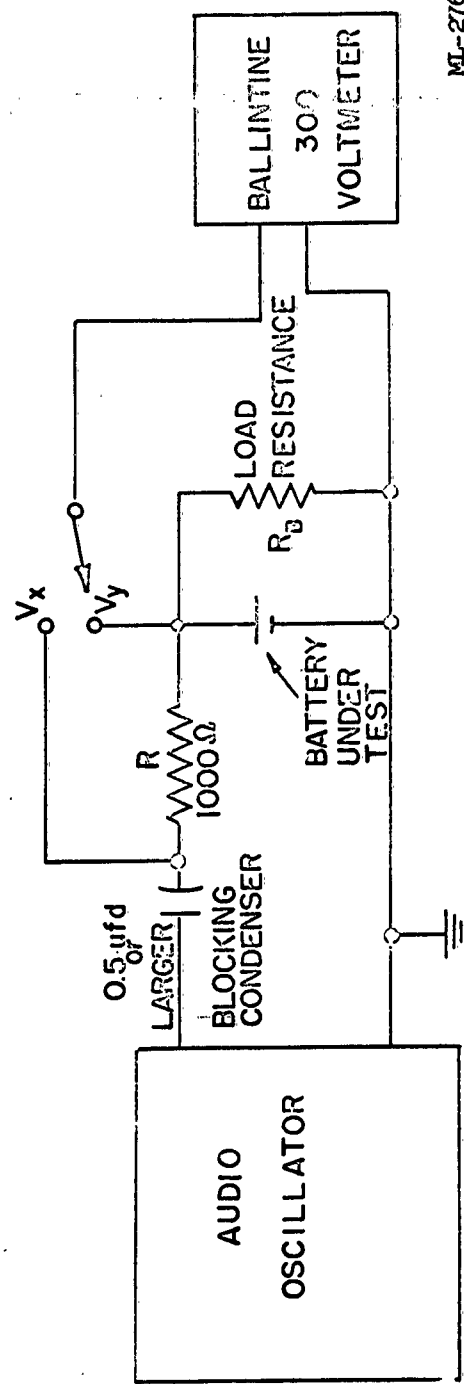 AUDIO
OSCILLATOR
0.5 ufd
or
LARGER
BLOCKING
CONDENSER
R
1000Ω
Vx
Vy
BATTERY
UNDER
TEST
LOAD
RESISTANCE
RB
BALLINTINE
300
VOLTMETER
ML-276